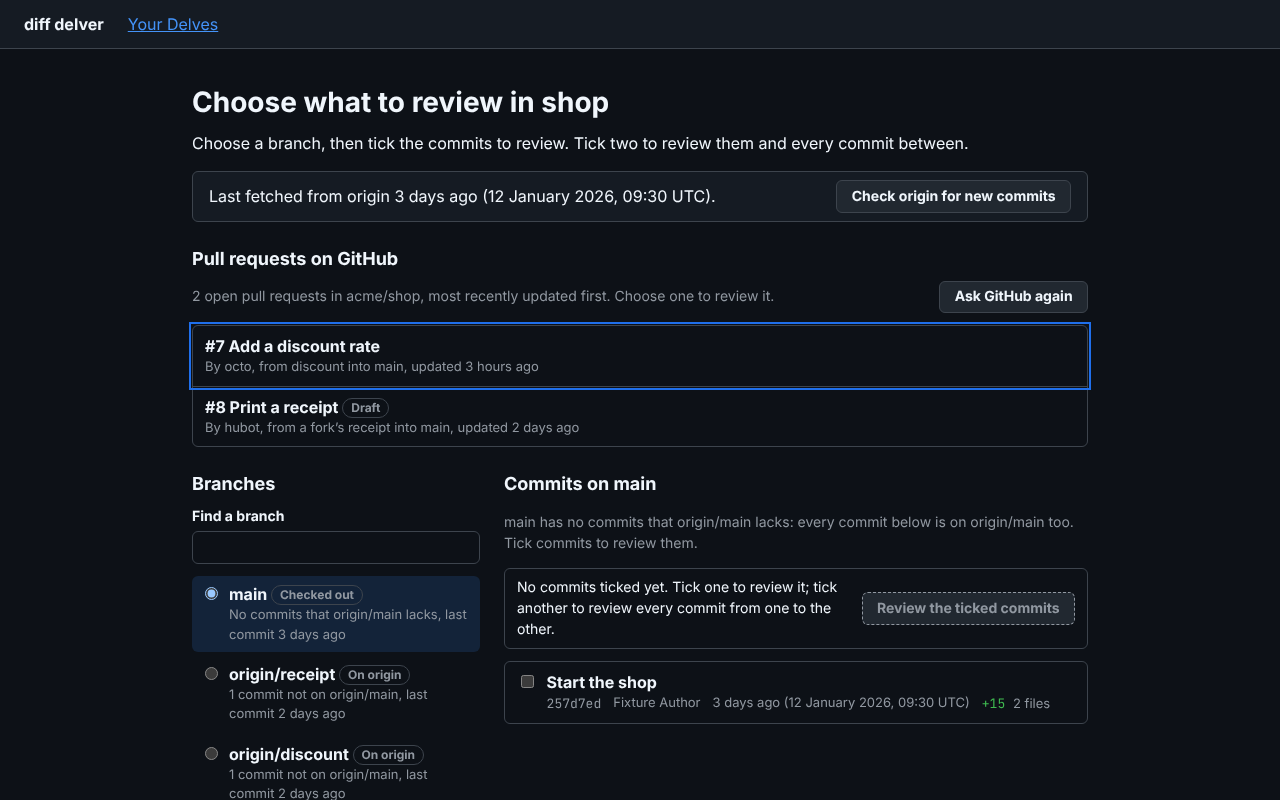 diff delver
Your Delves
Choose what to review in shop
Choose a branch, then tick the commits to review. Tick two to review them and every commit between.
Last fetched from origin 3 days ago (12 January 2026, 09:30 UTC).
Check origin for new commits
Pull requests on GitHub
2 open pull requests in acme/shop, most recently updated first. Choose one to review it.
Ask GitHub again
#7 Add a discount rate
By octo, from discount into main, updated 3 hours ago
#8 Print a receipt Draft
By hubot, from a fork’s receipt into main, updated 2 days ago
Branches
Find a branch
main Checked out
No commits that origin/main lacks, last
commit 3 days ago
origin/receipt On origin
1 commit not on origin/main, last
commit 2 days ago
origin/discount On origin
1 commit not on origin/main, last
commit 2 days ago
Commits on main
main has no commits that origin/main lacks: every commit below is on origin/main too.
Tick commits to review them.
No commits ticked yet. Tick one to review it; tick
another to review every commit from one to the
other.
Review the ticked commits
Start the shop
257d7ed Fixture Author 3 days ago (12 January 2026, 09:30 UTC) +15 2 files